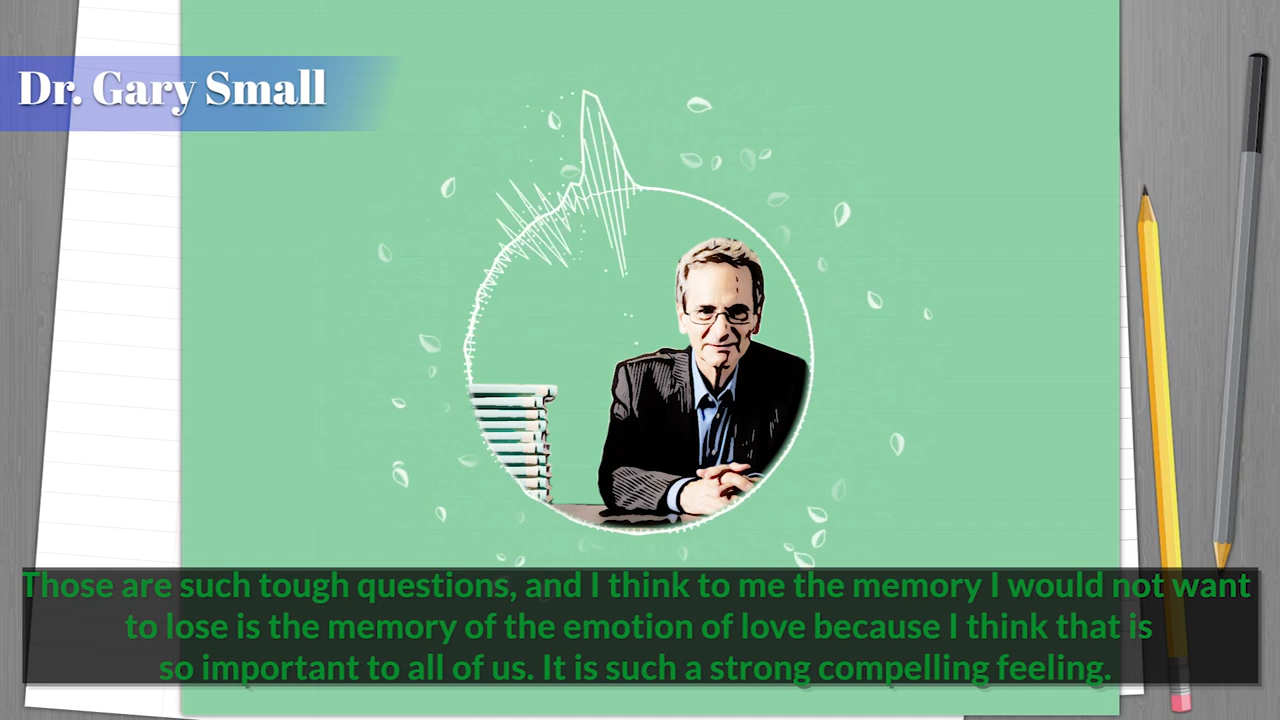 Dr. Gary Small
Those are such tough questions, and I think to me the memory I would not want
to lose is the memory of the emotion of love because I think that is
so important to all of us. It is such a strong compelling feeling.